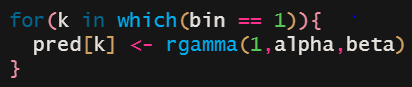 for(k in which(bin == 1)){
  pred[k] <- rgamma(1,alpha,beta)
}